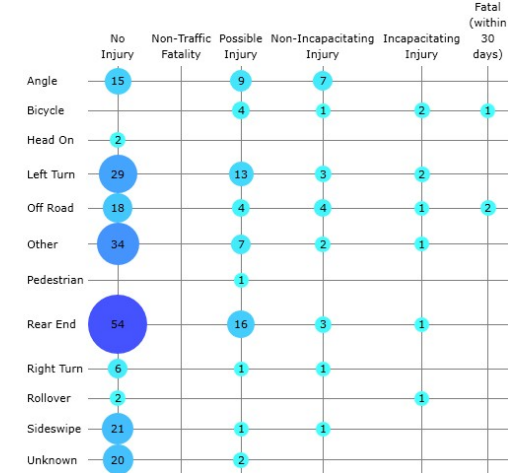 Fatal
(within
No Non-Traffic Possible Non-Incapacitating Incapacitating 30
Injury Fatality Injury Injury Injury days)
Angle 15 9 7
Bicycle 4 1 2 1
Head On 2
Left Turn 29 13 3 2
Off Road 18 4 4 1 2
Other 34 7 2 1
Pedestrian 1
Rear End 54 16 3 1
Right Turn 6 1 1
Rollover 2 1
Sideswipe 21 1 1
Unknown 20 2